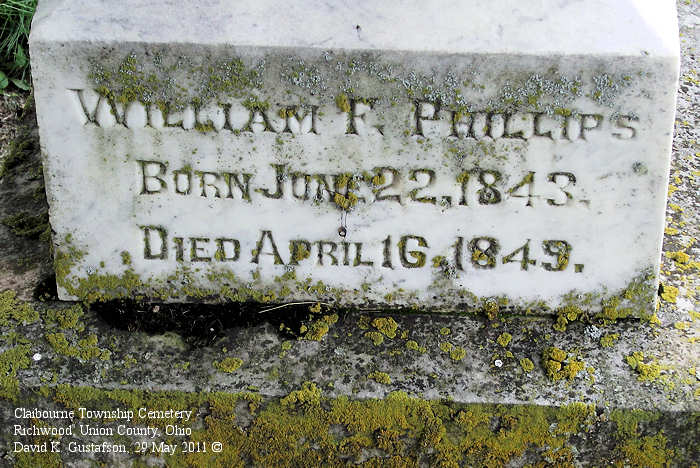 William F. Phillips
Born June 22, 1843.
Died April 16, 1849.
Claibourne Township Cemetery
Richwood, Union County, Ohio
David K. Gustafson, 29 May 2011 ©